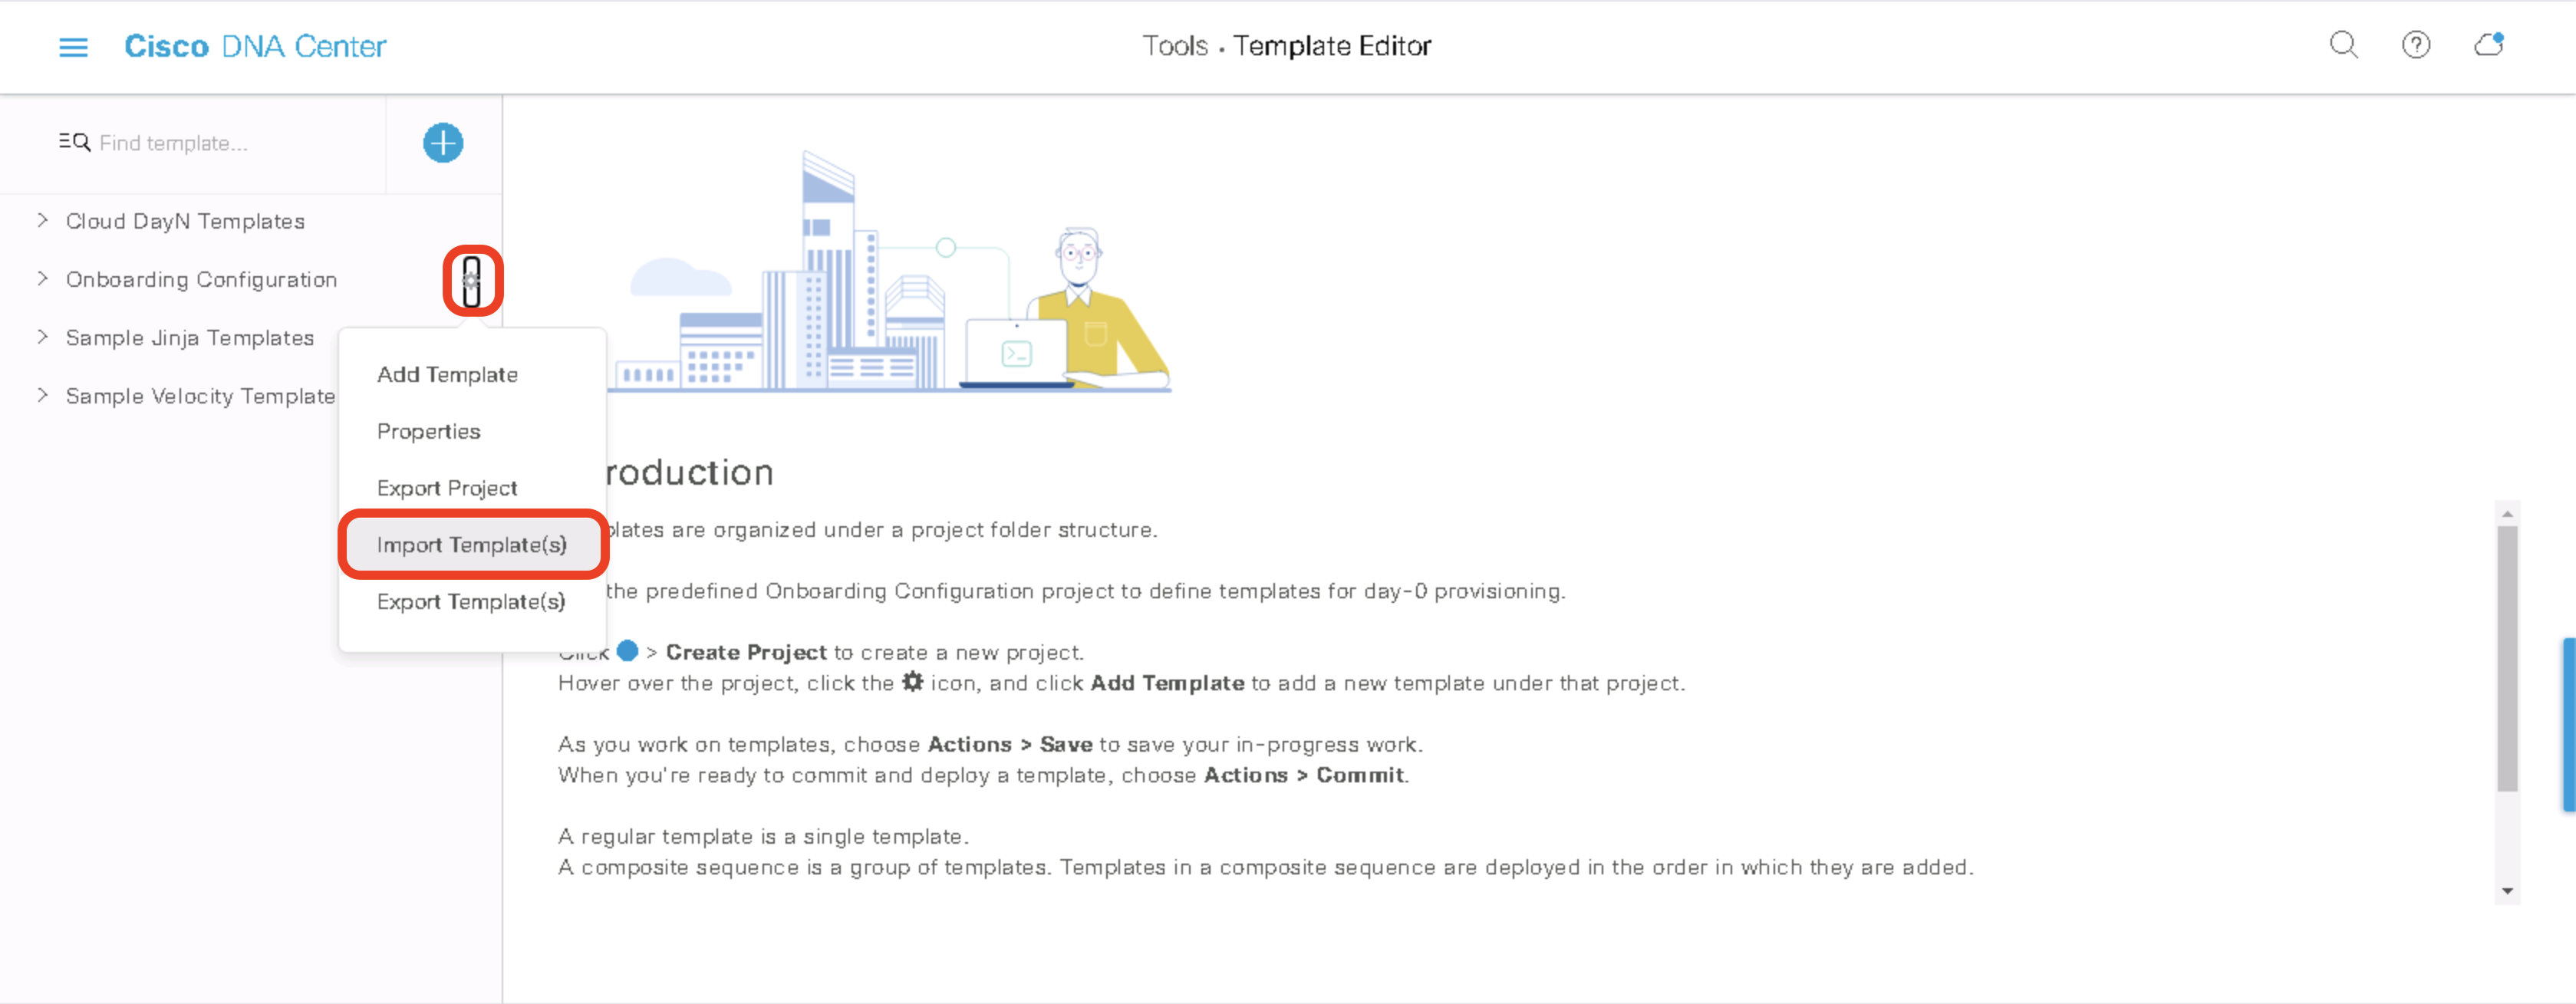 Cisco DNA Center
Tools • Template Editor
Find template...
Cloud DayN Templates
Onboarding Configuration
Sample Jinja Templates
Sample Velocity Template
Add Template
Properties
Export Project
Import Template(s)
Export Template(s)
roduction
plates are organized under a project folder structure.
the predefined Onboarding Configuration project to define templates for day-0 provisioning.
Click > Create Project to create a new project.
Hover over the project, click the icon, and click Add Template to add a new template under that project.
As you work on templates, choose Actions > Save to save your in-progress work.
When you're ready to commit and deploy a template, choose Actions > Commit.
A regular template is a single template.
A composite sequence is a group of templates. Templates in a composite sequence are deployed in the order in which they are added.